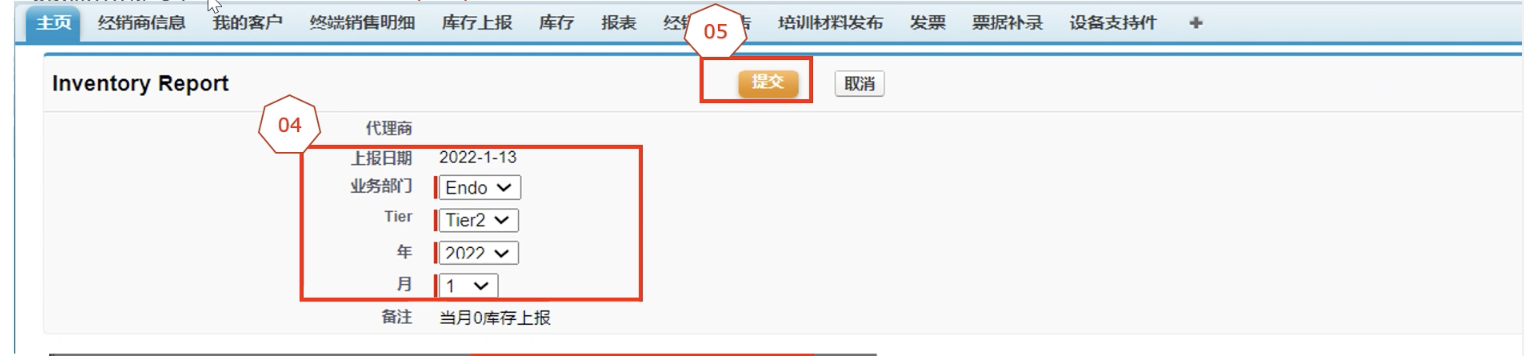 主页 经销商信息 我的客户 终端销售明细 库存上报 库存 报表 经销 培训材料发布 发票 票据补录 设备支持件 +
05
Inventory Report 提交 取消
04
代理商
上报日期 2022-1-13
业务部门 Endo
Tier Tier2
年 2022
月 1
备注 当月0库存上报